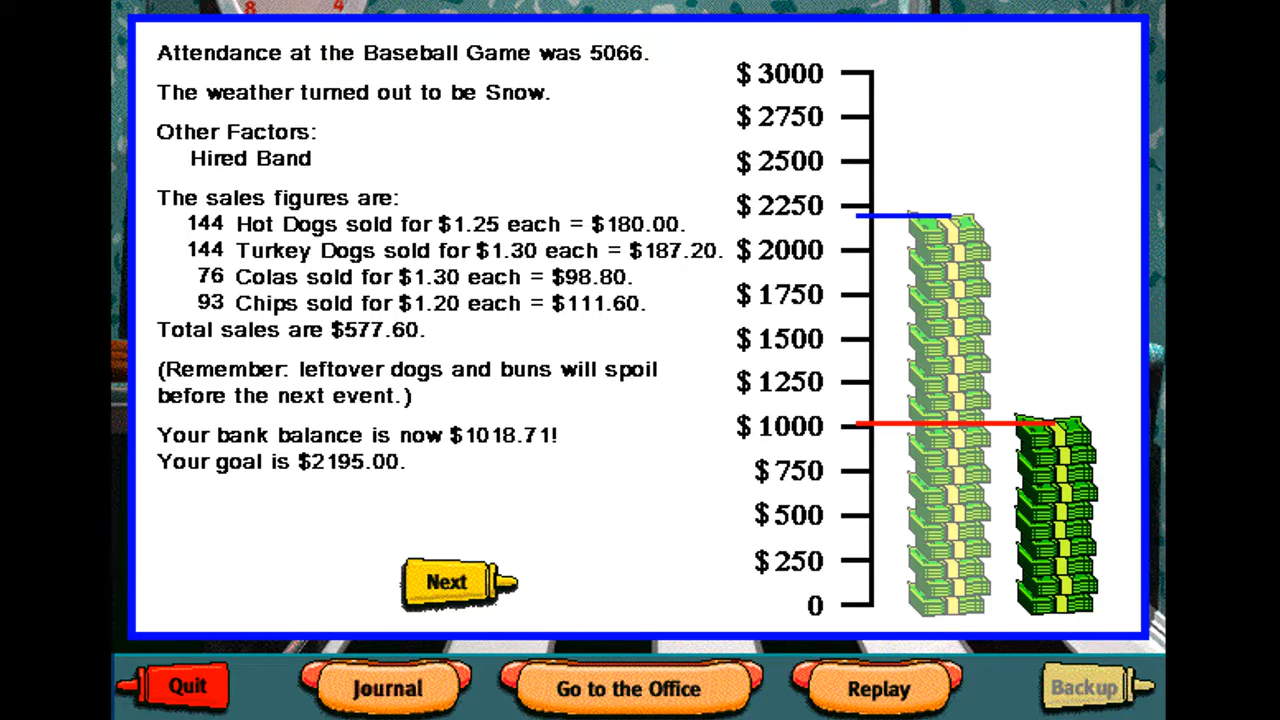 8 4
Attendance at the Baseball Game was 5066.
The weather turned out to be Snow.
Other Factors:
Hired Band
The sales figures are:
144 Hot Dogs sold for $1.25 each = $180.00.
144 Turkey Dogs sold for $1.30 each = $187.20.
76 Colas sold for $1.30 each = $98.80.
93 Chips sold for $1.20 each = $111.60.
Total sales are $577.60.
(Remember: leftover dogs and buns will spoil
before the next event.)
Your bank balance is now $1018.71!
Your goal is $2195.00.
Next
$ 3000
$ 2750
$ 2500
$ 2250
$ 2000
$ 1750
$ 1500
$ 1250
$ 1000
$ 750
$ 500
$ 250
0
Quit
Journal
Go to the Office
Replay
Backup